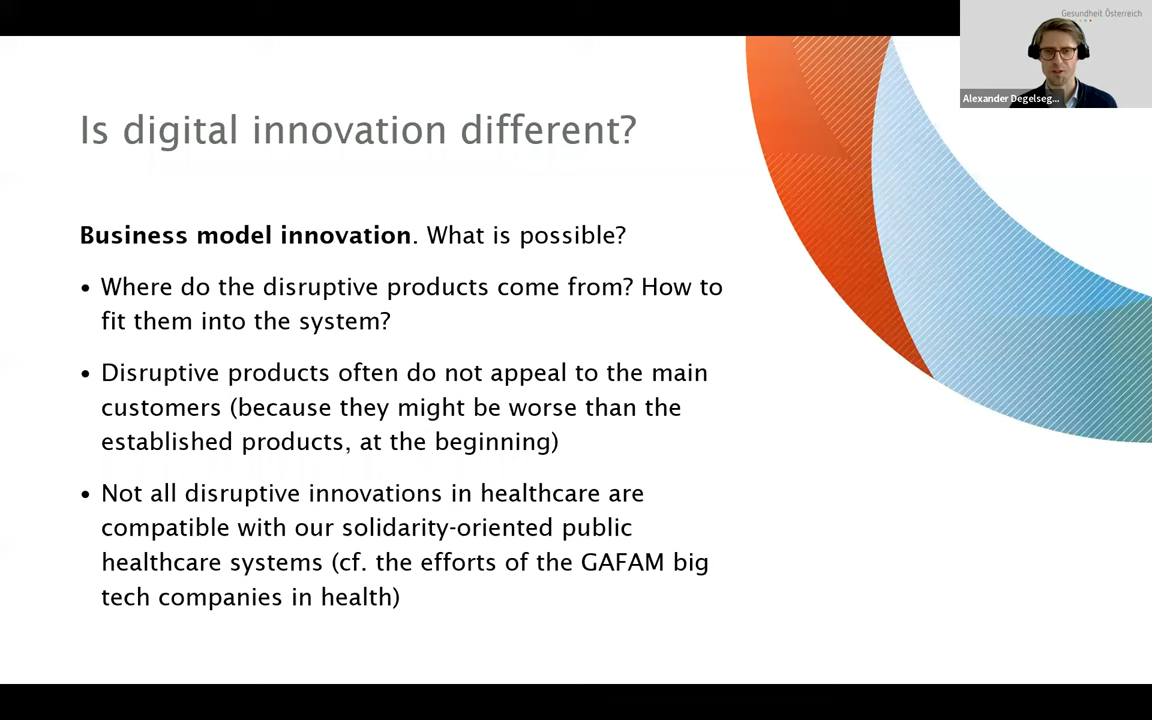 Gesundheit Österreich
Alexander Degelseg...
Is digital innovation different?
Business model innovation. What is possible?
• Where do the disruptive products come from? How to
fit them into the system?
• Disruptive products often do not appeal to the main
customers (because they might be worse than the
established products, at the beginning)
• Not all disruptive innovations in healthcare are
compatible with our solidarity-oriented public
healthcare systems (cf. the efforts of the GAFAM big
tech companies in health)